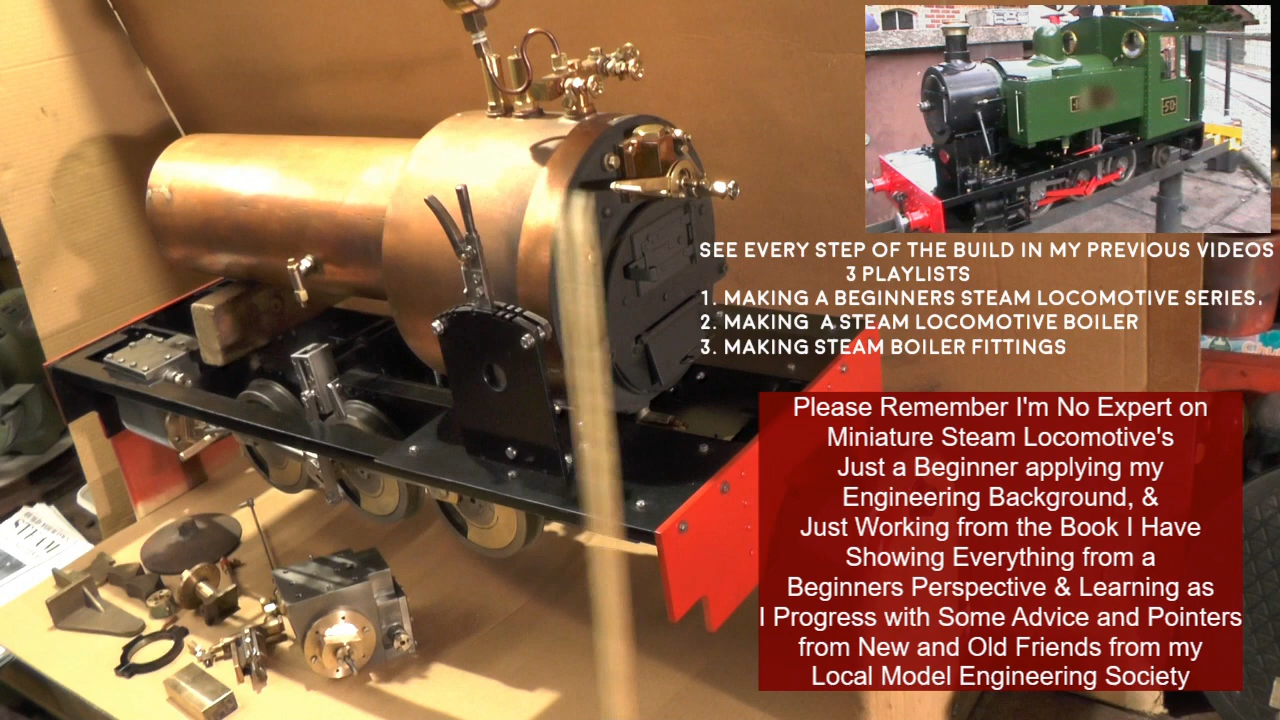 50
SEE EVERY STEP OF THE BUILD IN MY PREVIOUS VIDEOS
3 PLAYLISTS
1. MAKING A BEGINNERS STEAM LOCOMOTIVE SERIES.
2. MAKING A STEAM LOCOMOTIVE BOILER
3. MAKING STEAM BOILER FITTINGS
Please Remember I'm No Expert on
Miniature Steam Locomotive's
Just a Beginner applying my
Engineering Background, &
Just Working from the Book I Have
Showing Everything from a
Beginners Perspective & Learning as
I Progress with Some Advice and Pointers
from New and Old Friends from my
Local Model Engineering Society
STEAM